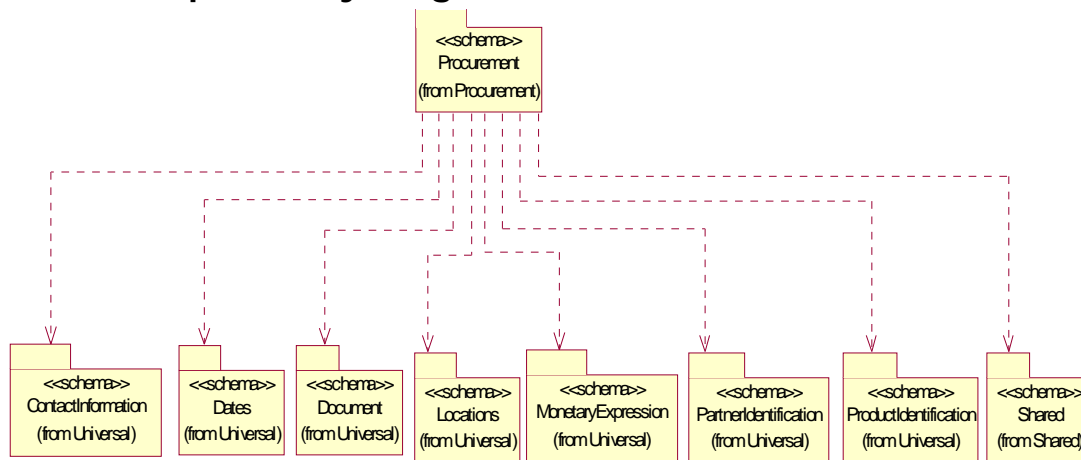 <<schema>>
Procurement
(from Procurement)
<<schema>>
ContactInformation
(from Universal)
<<schema>>
Dates
(from Universal)
<<schema>>
Document
(from Universal)
<<schema>>
Locations
(from Universal)
<<schema>>
MonetaryExpression
(from Universal)
<<schema>>
PartnerIdentification
(from Universal)
<<schema>>
ProductIdentification
(from Universal)
<<schema>>
Shared
(from Shared)